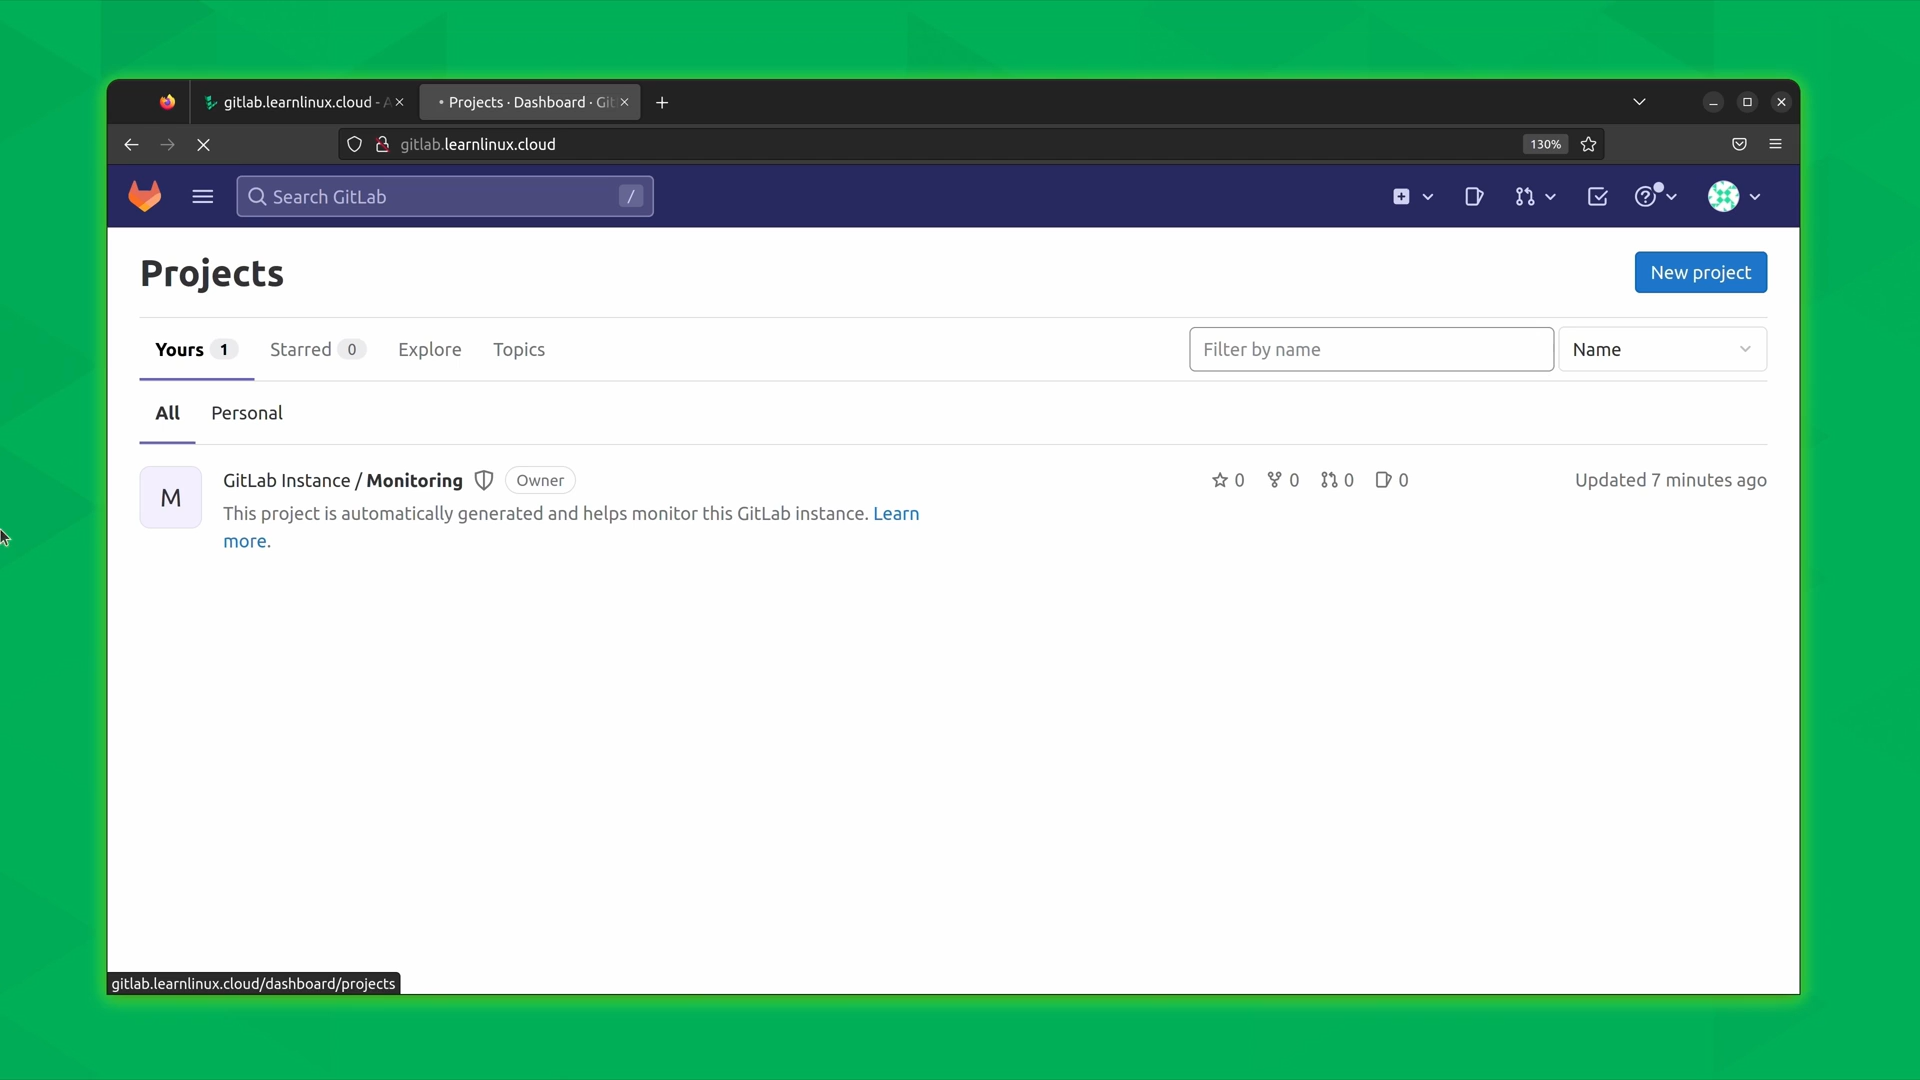 gitlab.learnlinux.cloud - A
Projects · Dashboard · Git
gitlab.learnlinux.cloud
130%
Search GitLab
/
Projects
New project
Yours 1
Starred 0
Explore
Topics
Filter by name
Name
All
Personal
M
GitLab Instance / Monitoring
Owner
0
0
0
0
Updated 7 minutes ago
This project is automatically generated and helps monitor this GitLab instance. Learn
more.
gitlab.learnlinux.cloud/dashboard/projects